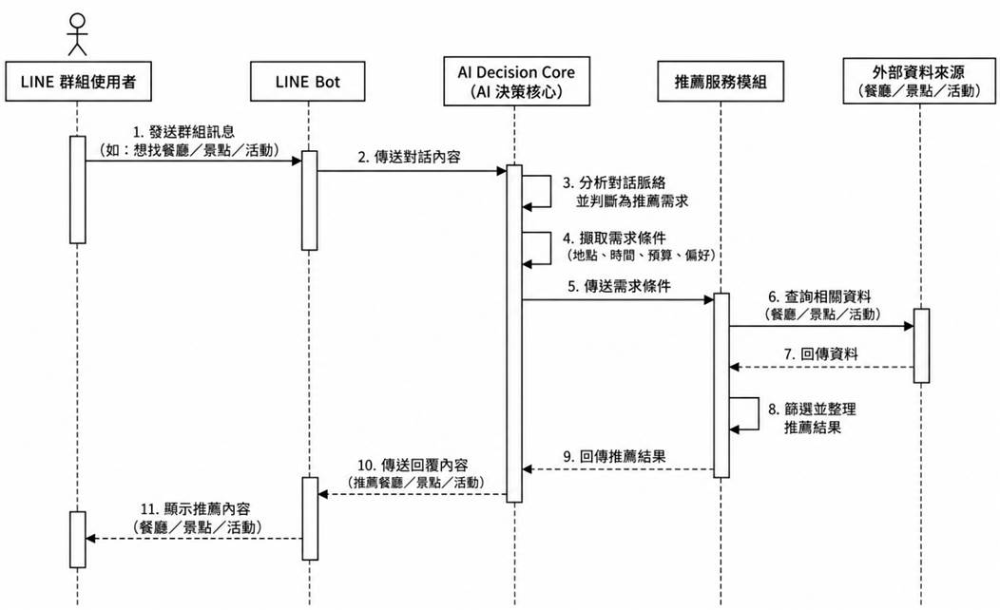 LINE 群組使用者
LINE Bot
AI Decision Core
（AI 決策核心）
推薦服務模組
外部資料來源
（餐廳／景點／活動）
1. 發送群組訊息
（如：想找餐廳／景點／活動）
2. 傳送對話內容
3. 分析對話脈絡
並判斷為推薦需求
4. 擷取需求條件
（地點、時間、預算、偏好）
5. 傳送需求條件
6. 查詢相關資料
（餐廳／景點／活動）
7. 回傳資料
8. 篩選並整理
推薦結果
9. 回傳推薦結果
10. 傳送回覆內容
（推薦餐廳／景點／活動）
11. 顯示推薦內容
（餐廳／景點／活動）